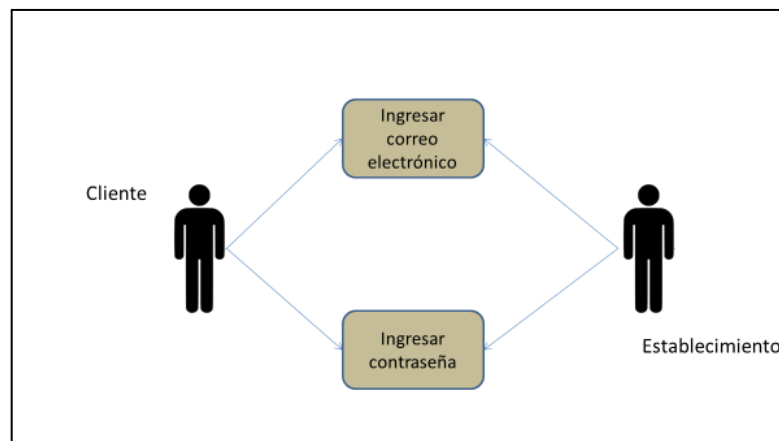 Ingresar
correo
electrónico
Cliente
Ingresar
contraseña
Establecimiento